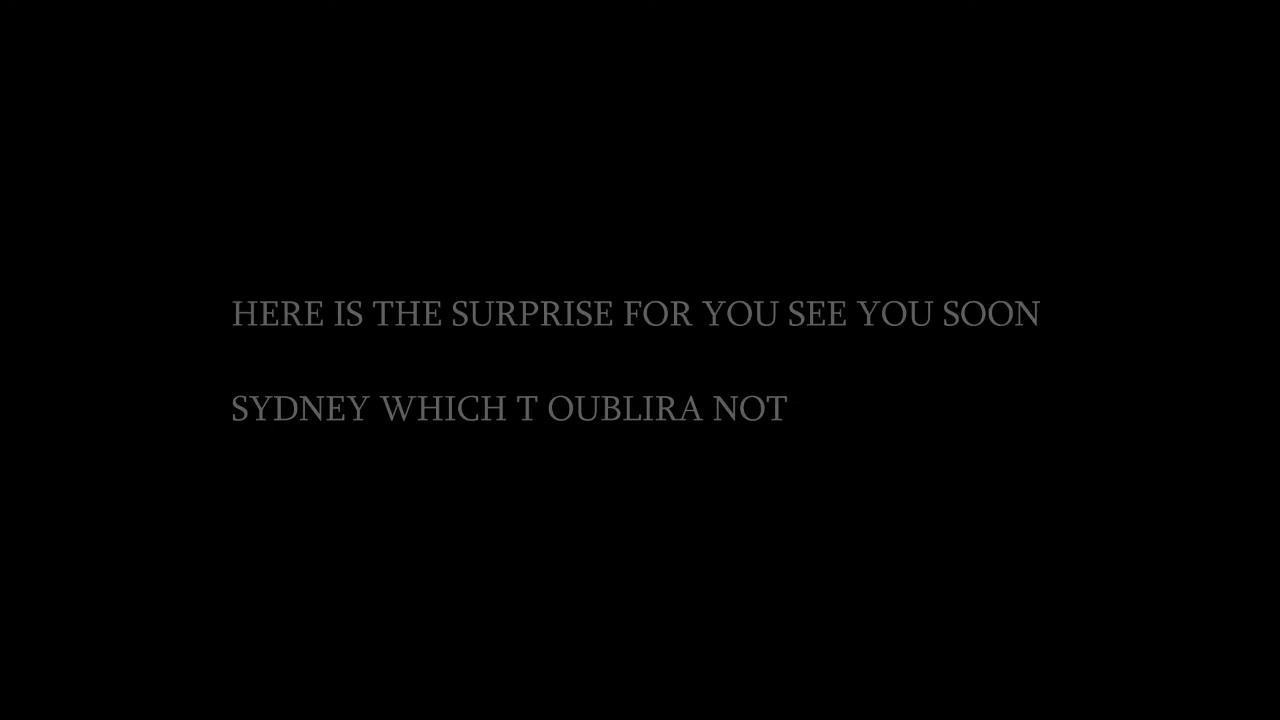 HERE IS THE SURPRISE FOR YOU SEE YOU SOON
SYDNEY WHICH T OUBLIRA NOT